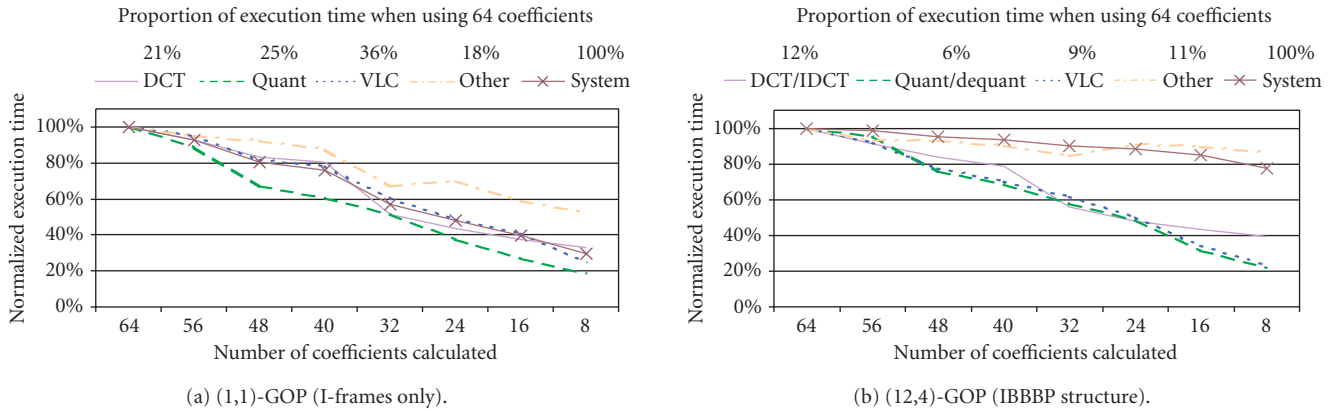 Proportion of execution time when using 64 coefficients
21% 25% 36% 18% 100%
DCT Quant VLC Other System
Normalized execution time
100%
80%
60%
40%
20%
0%
64 56 48 40 32 24 16 8
Number of coefficients calculated
(a) (1,1)-GOP (I-frames only).
Proportion of execution time when using 64 coefficients
12% 6% 9% 11% 100%
DCT/IDCT Quant/dequant VLC Other System
Normalized execution time
100%
80%
60%
40%
20%
0%
64 56 48 40 32 24 16 8
Number of coefficients calculated
(b) (12,4)-GOP (IBBBP structure).